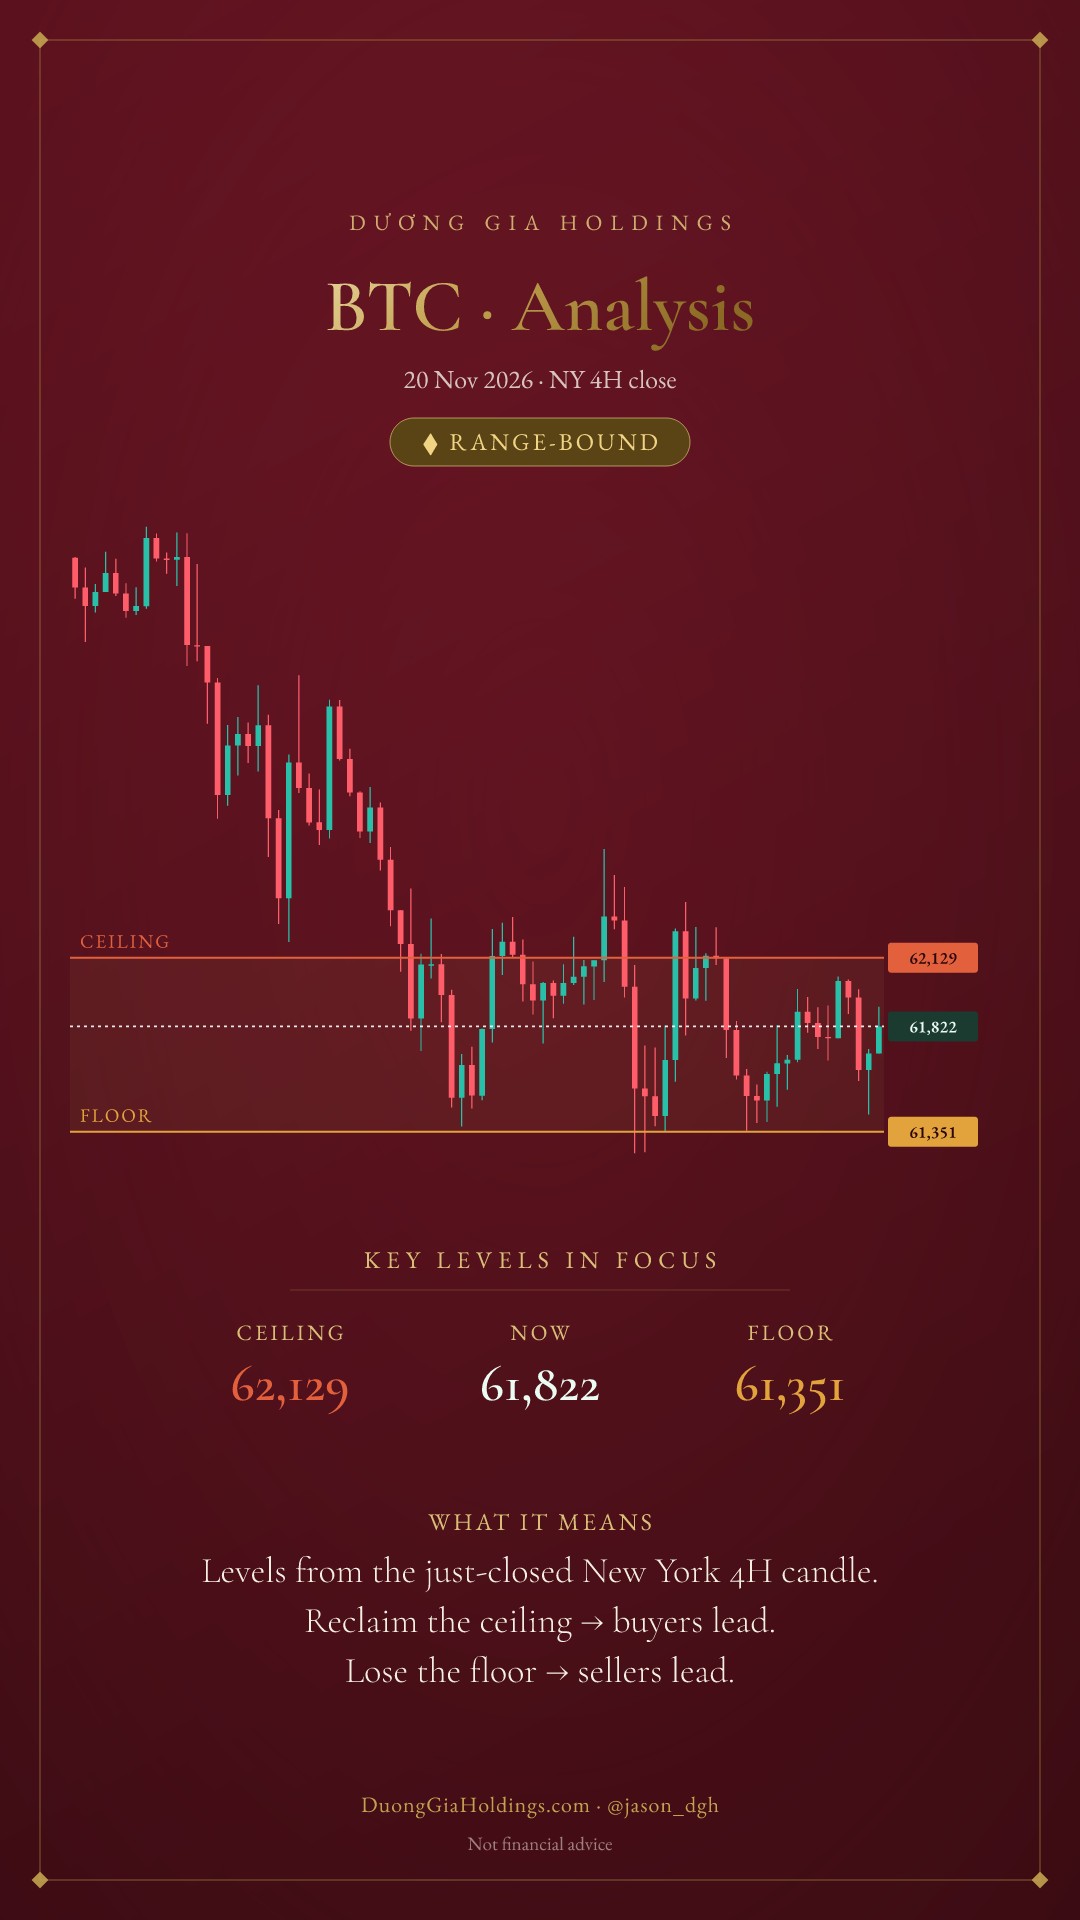 DƯƠNG GIA HOLDINGS
BTC · Analysis
20 Nov 2026 · NY 4H close
♦ RANGE-BOUND
CEILING
62,129
61,822
FLOOR
61,351
KEY LEVELS IN FOCUS
CEILING NOW FLOOR
62,129 61,822 61,351
WHAT IT MEANS
Levels from the just-closed New York 4H candle.
Reclaim the ceiling → buyers lead.
Lose the floor → sellers lead.
DuongGiaHoldings.com · @jason_dgh
Not financial advice